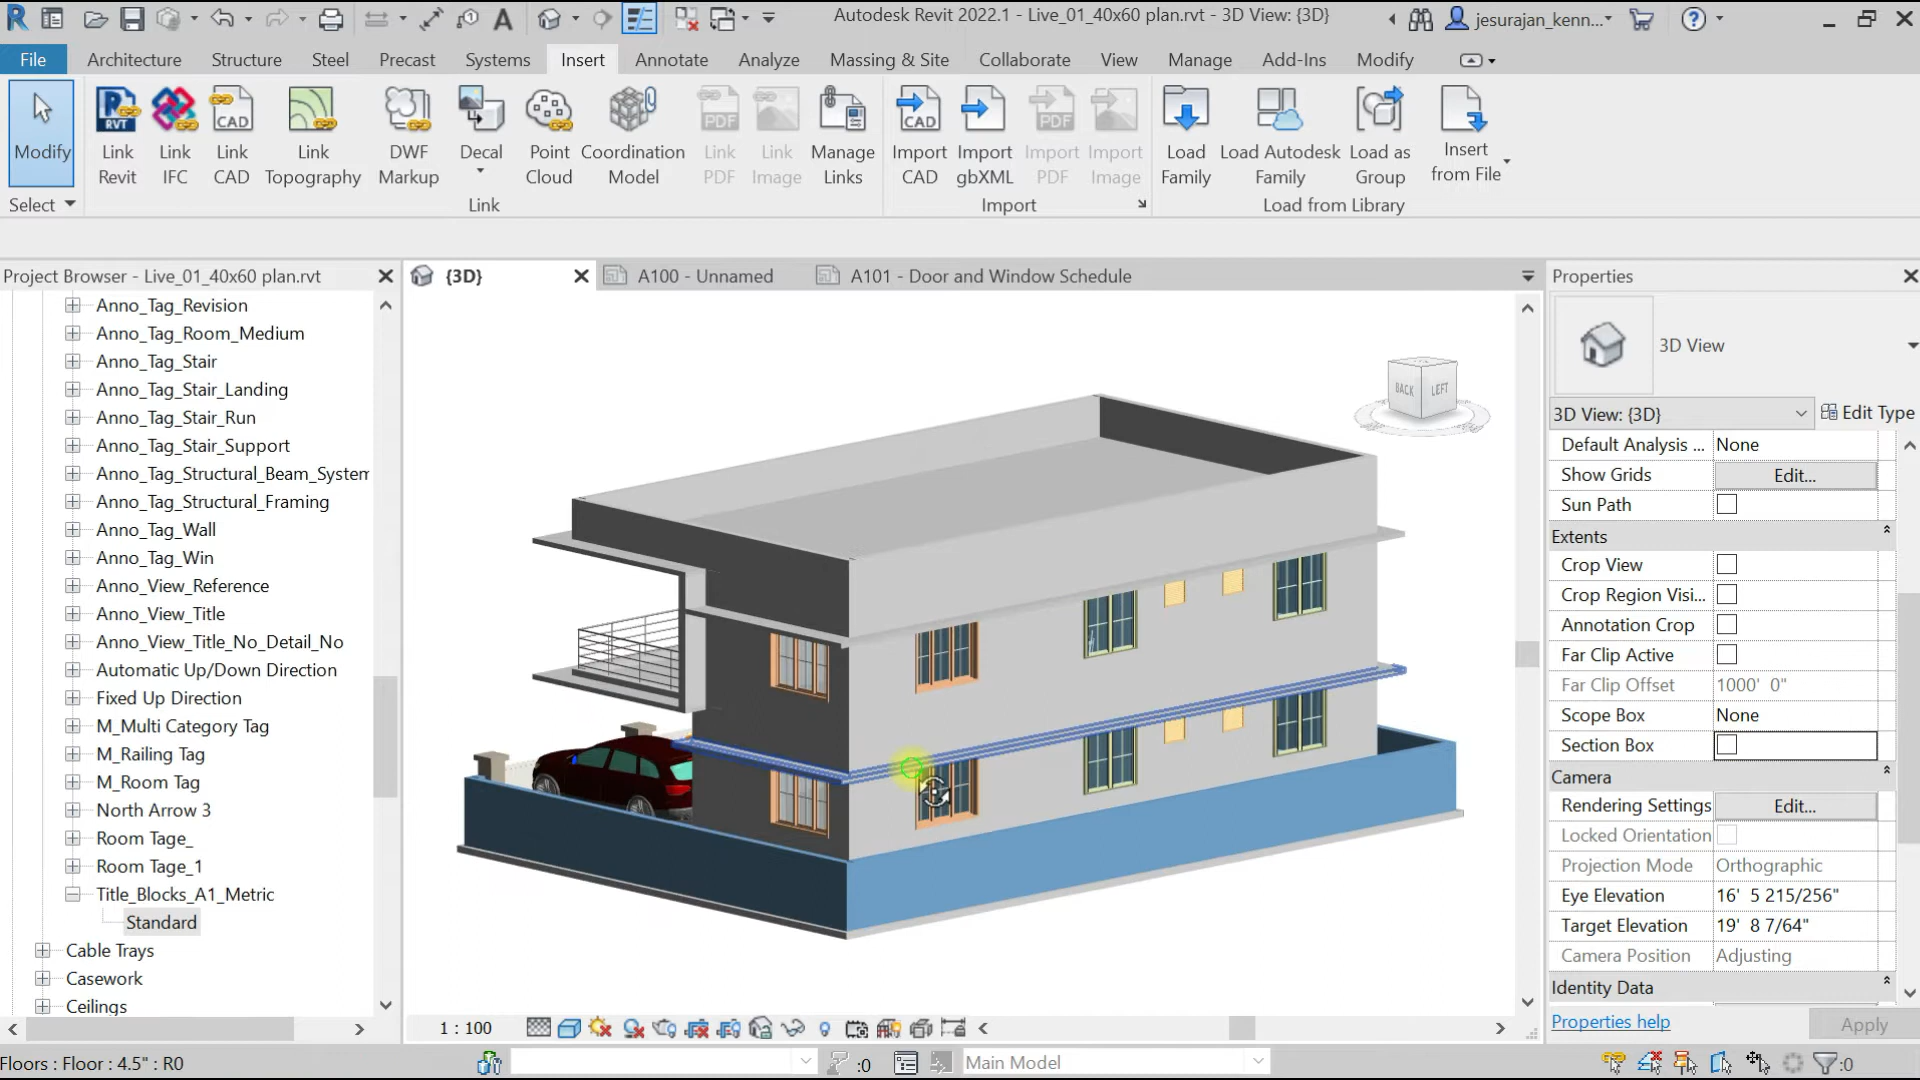 Autodesk Revit 2022.1 - Live_01_40x60 plan.rvt - 3D View: {3D}
jesurajan_kenn...
File Architecture Structure Steel Precast Systems Insert Annotate Analyze Massing & Site Collaborate View Manage Add-Ins Modify
Modify
Link Revit
Link IFC
Link CAD
Link Topography
DWF Markup
Decal
Point Cloud
Coordination Model
Link PDF
Link Image
Manage Links
Import CAD
Import gbXML
Import PDF
Import Image
Load Family
Load Autodesk Family
Load as Group
Insert from File
Select
Link
Import
Load from Library
Project Browser - Live_01_40x60 plan.rvt
Anno_Tag_Revision
Anno_Tag_Room_Medium
Anno_Tag_Stair
Anno_Tag_Stair_Landing
Anno_Tag_Stair_Run
Anno_Tag_Stair_Support
Anno_Tag_Structural_Beam_System
Anno_Tag_Structural_Framing
Anno_Tag_Wall
Anno_Tag_Win
Anno_View_Reference
Anno_View_Title
Anno_View_Title_No_Detail_No
Automatic Up/Down Direction
Fixed Up Direction
M_Multi Category Tag
M_Railing Tag
M_Room Tag
North Arrow 3
Room Tage_
Room Tage_1
Title_Blocks_A1_Metric
Standard
Cable Trays
Casework
Ceilings
{3D}
A100 - Unnamed
A101 - Door and Window Schedule
BACK
LEFT
1 : 100
Properties
3D View
3D View: {3D}
Edit Type
Default Analysis ... None
Show Grids Edit...
Sun Path
Extents
Crop View
Crop Region Visi...
Annotation Crop
Far Clip Active
Far Clip Offset 1000' 0"
Scope Box None
Section Box
Camera
Rendering Settings Edit...
Locked Orientation
Projection Mode Orthographic
Eye Elevation 16' 5 215/256"
Target Elevation 19' 8 7/64"
Camera Position Adjusting
Identity Data
Properties help
Apply
Floors : Floor : 4.5" : R0
:0
Main Model
:0